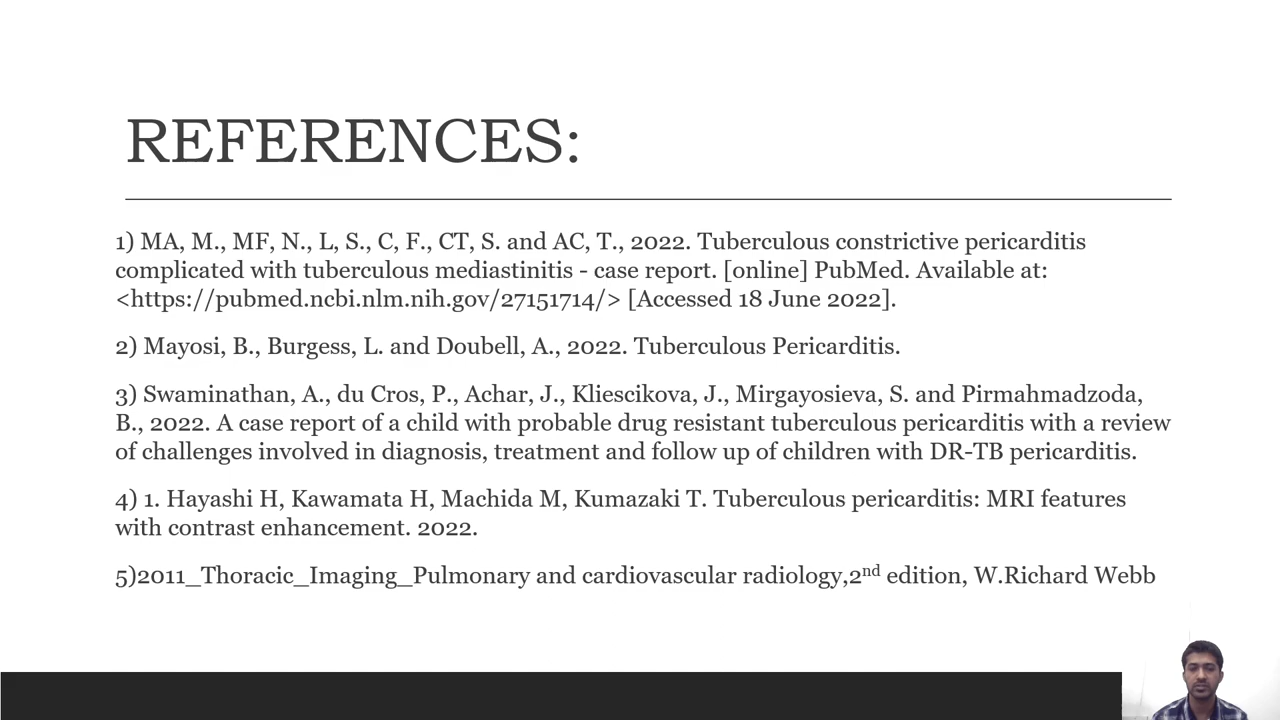 REFERENCES:
1) MA, M., MF, N., L, S., C, F., CT, S. and AC, T., 2022. Tuberculous constrictive pericarditis
complicated with tuberculous mediastinitis - case report. [online] PubMed. Available at:
<https://pubmed.ncbi.nlm.nih.gov/27151714/> [Accessed 18 June 2022].
2) Mayosi, B., Burgess, L. and Doubell, A., 2022. Tuberculous Pericarditis.
3) Swaminathan, A., du Cros, P., Achar, J., Kliescikova, J., Mirgayosieva, S. and Pirmahmadzoda,
B., 2022. A case report of a child with probable drug resistant tuberculous pericarditis with a review
of challenges involved in diagnosis, treatment and follow up of children with DR-TB pericarditis.
4) 1. Hayashi H, Kawamata H, Machida M, Kumazaki T. Tuberculous pericarditis: MRI features
with contrast enhancement. 2022.
5)2011_Thoracic_Imaging_Pulmonary and cardiovascular radiology,2nd edition, W.Richard Webb